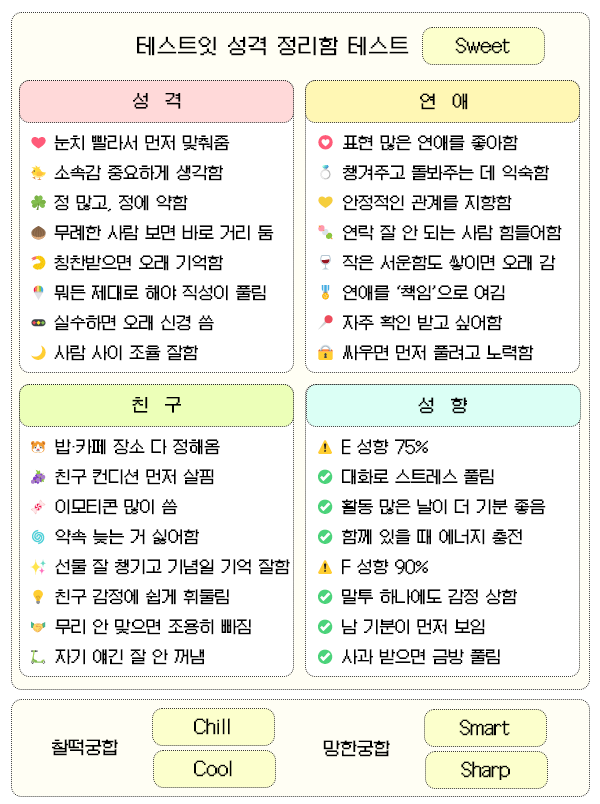 테스트잇 성격 정리함 테스트 Sweet
성 격
눈치 빨라서 먼저 맞춰줌
소속감 중요하게 생각함
정 많고, 정에 약함
무례한 사람 보면 바로 거리 둠
칭찬받으면 오래 기억함
뭐든 제대로 해야 직성이 풀림
실수하면 오래 신경 씀
사람 사이 조율 잘함
연 애
표현 많은 연애를 좋아함
챙겨주고 돌봐주는 데 익숙함
안정적인 관계를 지향함
연락 잘 안 되는 사람 힘들어함
작은 서운함도 쌓이면 오래 감
연애를 ‘책임’으로 여김
자주 확인 받고 싶어함
싸우면 먼저 풀려고 노력함
친 구
밥·카페 장소 다 정해옴
친구 컨디션 먼저 살핌
이모티콘 많이 씀
약속 늦는 거 싫어함
선물 잘 챙기고 기념일 기억 잘함
친구 감정에 쉽게 휘둘림
무리 안 맞으면 조용히 빠짐
자기 얘긴 잘 안 꺼냄
성 향
E 성향 75%
대화로 스트레스 풀림
활동 많은 날이 더 기분 좋음
함께 있을 때 에너지 충전
F 성향 90%
말투 하나에도 감정 상함
남 기분이 먼저 보임
사과 받으면 금방 풀림
찰떡궁합
Chill
Cool
망한궁합
Smart
Sharp